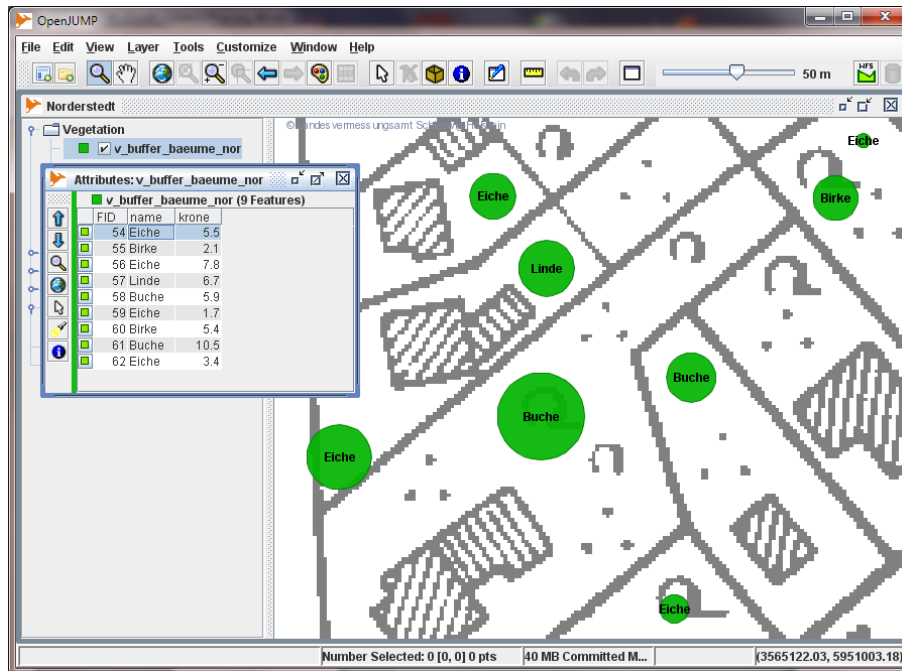 OpenJUMP
File Edit View Layer Tools Customize Window Help
50 m
WFS
Norderstedt
Vegetation
v_buffer_baeume_nor
Attributes: v_buffer_baeume_nor
v_buffer_baeume_nor (9 Features)
FID name krone
54 Eiche 5.5
55 Birke 2.1
56 Eiche 7.8
57 Linde 6.7
58 Buche 5.9
59 Eiche 1.7
60 Birke 5.4
61 Buche 10.5
62 Eiche 3.4
©Landesvermessungsamt
Eiche
Eiche
Birke
Linde
Buche
Buche
Eiche
Eiche
Number Selected: 0 [0, 0] 0 pts
40 MB Committed M...
(3565122.03, 5951003.18)